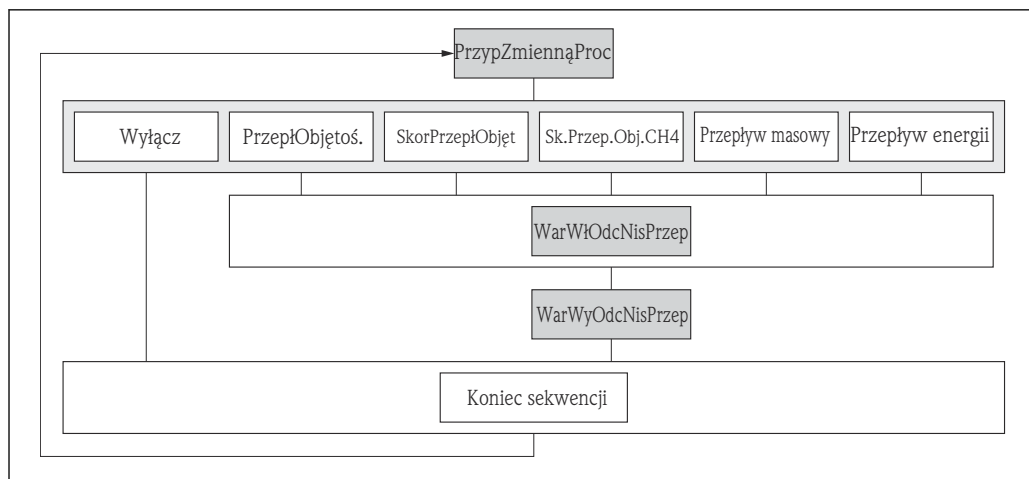 PrzypZmiennąProc
Wyłącz
PrzepłObjętoś.
SkorPrzepłObjęt
Sk.Przep.Obj.CH4
Przepływ masowy
Przepływ energii
WarWłOdcNisPrzep
WarWyOdcNisPrzep
Koniec sekwencji